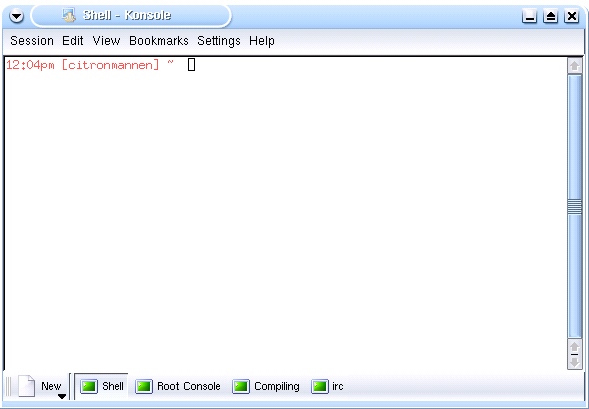 Shell - Konsole
Session Edit View Bookmarks Settings Help
12:04pm [citronmannen] ~
New Shell Root Console Compiling irc